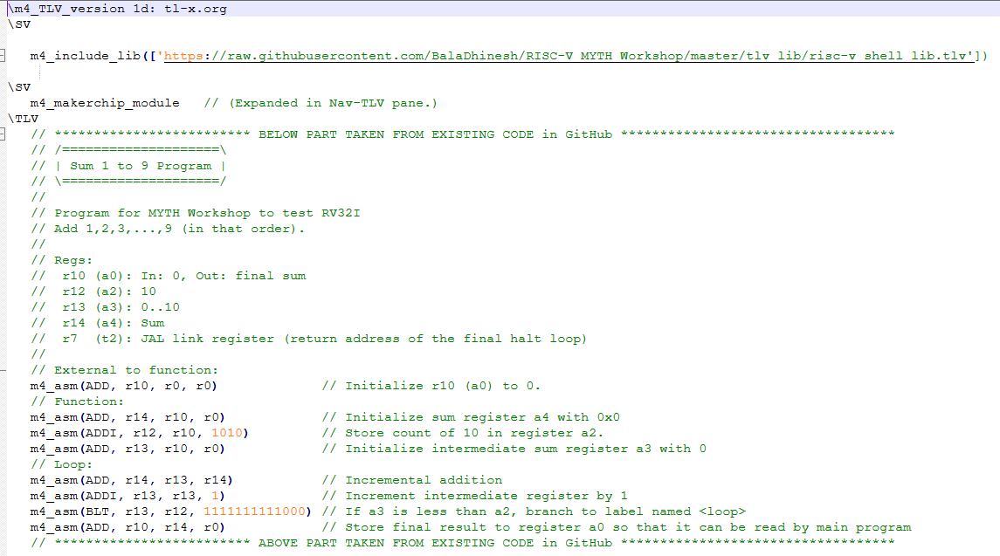 \m4_TLV_version 1d: tl-x.org
\SV
m4_include_lib(['https://raw.githubusercontent.com/BalaDhinesh/RISC-V_MYTH_Workshop/master/tlv_lib/risc-v_shell_lib.tlv'])
\SV
m4_makerchip_module   // (Expanded in Nav-TLV pane.)
\TLV
// ************************* BELOW PART TAKEN FROM EXISTING CODE in GitHub ***********************************
// /====================\
// | Sum 1 to 9 Program |
// \====================/
//
// Program for MYTH Workshop to test RV32I
// Add 1,2,3,...,9 (in that order).
//
// Regs:
//  r10 (a0): In: 0, Out: final sum
//  r12 (a2): 10
//  r13 (a3): 0..10
//  r14 (a4): Sum
//  r7  (t2): JAL link register (return address of the final halt loop)
//
// External to function:
m4_asm(ADD, r10, r0, r0)             // Initialize r10 (a0) to 0.
// Function:
m4_asm(ADD, r14, r10, r0)            // Initialize sum register a4 with 0x0
m4_asm(ADDI, r12, r10, 1010)         // Store count of 10 in register a2.
m4_asm(ADD, r13, r10, r0)            // Initialize intermediate sum register a3 with 0
// Loop:
m4_asm(ADD, r14, r13, r14)           // Incremental addition
m4_asm(ADDI, r13, r13, 1)            // Increment intermediate register by 1
m4_asm(BLT, r13, r12, 1111111111000) // If a3 is less than a2, branch to label named <loop>
m4_asm(ADD, r10, r14, r0)            // Store final result to register a0 so that it can be read by main program
// ************************* ABOVE PART TAKEN FROM EXISTING CODE in GitHub ***********************************